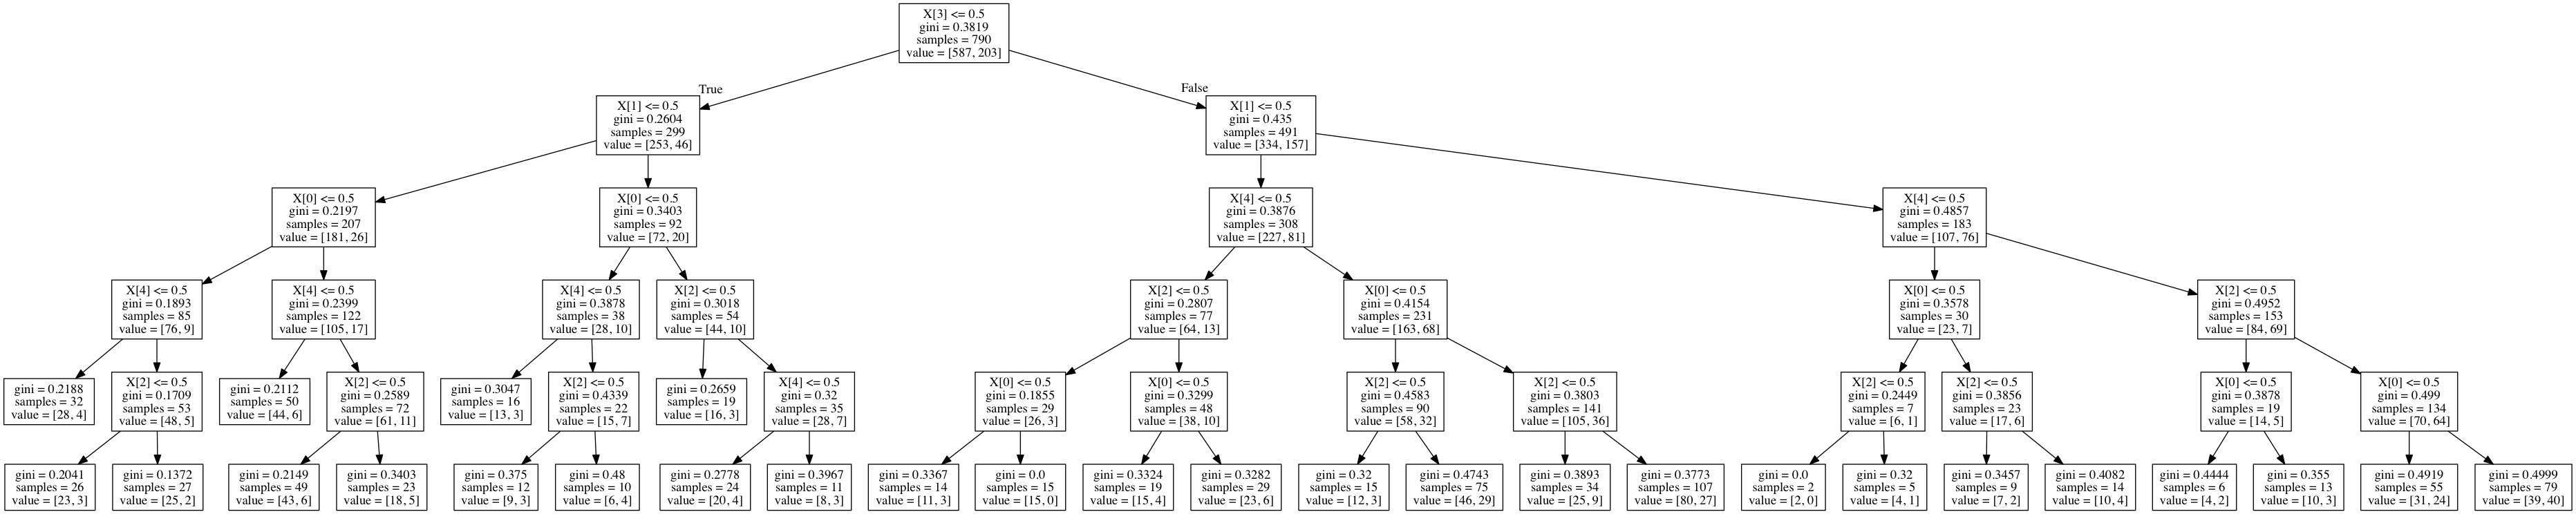 X[3] <= 0.5
gini = 0.3819
samples = 790
value = [587, 203]
True
False
X[1] <= 0.5
gini = 0.2604
samples = 299
value = [253, 46]
X[1] <= 0.5
gini = 0.435
samples = 491
value = [334, 157]
X[0] <= 0.5
gini = 0.2197
samples = 207
value = [181, 26]
X[0] <= 0.5
gini = 0.3403
samples = 92
value = [72, 20]
X[4] <= 0.5
gini = 0.3876
samples = 308
value = [227, 81]
X[4] <= 0.5
gini = 0.4857
samples = 183
value = [107, 76]
X[4] <= 0.5
gini = 0.1893
samples = 85
value = [76, 9]
X[4] <= 0.5
gini = 0.2399
samples = 122
value = [105, 17]
X[4] <= 0.5
gini = 0.3878
samples = 38
value = [28, 10]
X[2] <= 0.5
gini = 0.3018
samples = 54
value = [44, 10]
X[2] <= 0.5
gini = 0.2807
samples = 77
value = [64, 13]
X[0] <= 0.5
gini = 0.4154
samples = 231
value = [163, 68]
X[0] <= 0.5
gini = 0.3578
samples = 30
value = [23, 7]
X[2] <= 0.5
gini = 0.4952
samples = 153
value = [84, 69]
gini = 0.2188
samples = 32
value = [28, 4]
X[2] <= 0.5
gini = 0.1709
samples = 53
value = [48, 5]
gini = 0.2112
samples = 50
value = [44, 6]
X[2] <= 0.5
gini = 0.2589
samples = 72
value = [61, 11]
gini = 0.3047
samples = 16
value = [13, 3]
X[2] <= 0.5
gini = 0.4339
samples = 22
value = [15, 7]
gini = 0.2659
samples = 19
value = [16, 3]
X[4] <= 0.5
gini = 0.32
samples = 35
value = [28, 7]
X[0] <= 0.5
gini = 0.1855
samples = 29
value = [26, 3]
X[0] <= 0.5
gini = 0.3299
samples = 48
value = [38, 10]
X[2] <= 0.5
gini = 0.4583
samples = 90
value = [58, 32]
X[2] <= 0.5
gini = 0.3803
samples = 141
value = [105, 36]
X[2] <= 0.5
gini = 0.2449
samples = 7
value = [6, 1]
X[2] <= 0.5
gini = 0.3856
samples = 23
value = [17, 6]
X[0] <= 0.5
gini = 0.3878
samples = 19
value = [14, 5]
X[0] <= 0.5
gini = 0.499
samples = 134
value = [70, 64]
gini = 0.2041
samples = 26
value = [23, 3]
gini = 0.1372
samples = 27
value = [25, 2]
gini = 0.2149
samples = 49
value = [43, 6]
gini = 0.3403
samples = 23
value = [18, 5]
gini = 0.375
samples = 12
value = [9, 3]
gini = 0.48
samples = 10
value = [6, 4]
gini = 0.2778
samples = 24
value = [20, 4]
gini = 0.3967
samples = 11
value = [8, 3]
gini = 0.3367
samples = 14
value = [11, 3]
gini = 0.0
samples = 15
value = [15, 0]
gini = 0.3324
samples = 19
value = [15, 4]
gini = 0.3282
samples = 29
value = [23, 6]
gini = 0.32
samples = 15
value = [12, 3]
gini = 0.4743
samples = 75
value = [46, 29]
gini = 0.3893
samples = 34
value = [25, 9]
gini = 0.3773
samples = 107
value = [80, 27]
gini = 0.0
samples = 2
value = [2, 0]
gini = 0.32
samples = 5
value = [4, 1]
gini = 0.3457
samples = 9
value = [7, 2]
gini = 0.4082
samples = 14
value = [10, 4]
gini = 0.4444
samples = 6
value = [4, 2]
gini = 0.355
samples = 13
value = [10, 3]
gini = 0.4919
samples = 55
value = [31, 24]
gini = 0.4999
samples = 79
value = [39, 40]